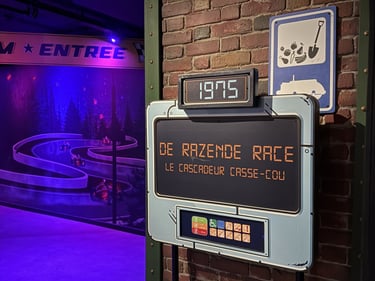 M ★ ENTREE
1975
DE RAZENDE RACE
LE CASCADEUR CASSE-COU